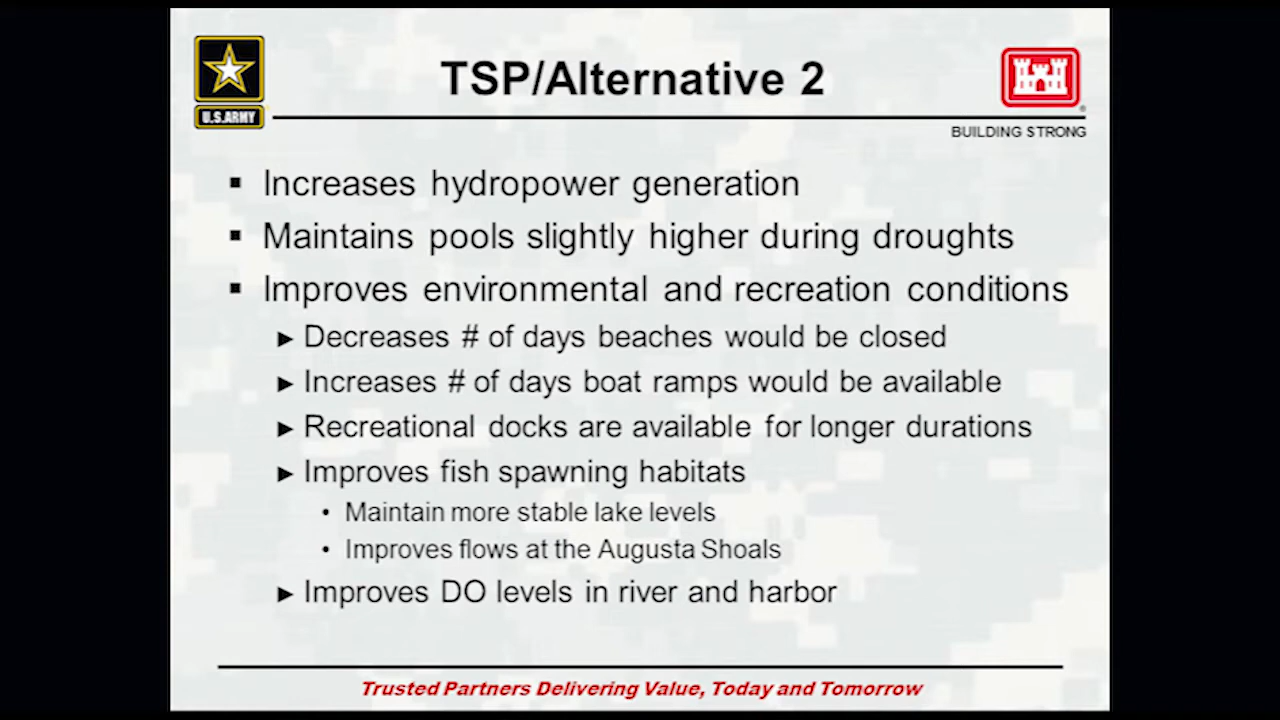 TSP/Alternative 2
U.S.ARMY
®
BUILDING STRONG
▪ Increases hydropower generation
▪ Maintains pools slightly higher during droughts
▪ Improves environmental and recreation conditions
► Decreases # of days beaches would be closed
► Increases # of days boat ramps would be available
► Recreational docks are available for longer durations
► Improves fish spawning habitats
• Maintain more stable lake levels
• Improves flows at the Augusta Shoals
► Improves DO levels in river and harbor
Trusted Partners Delivering Value, Today and Tomorrow